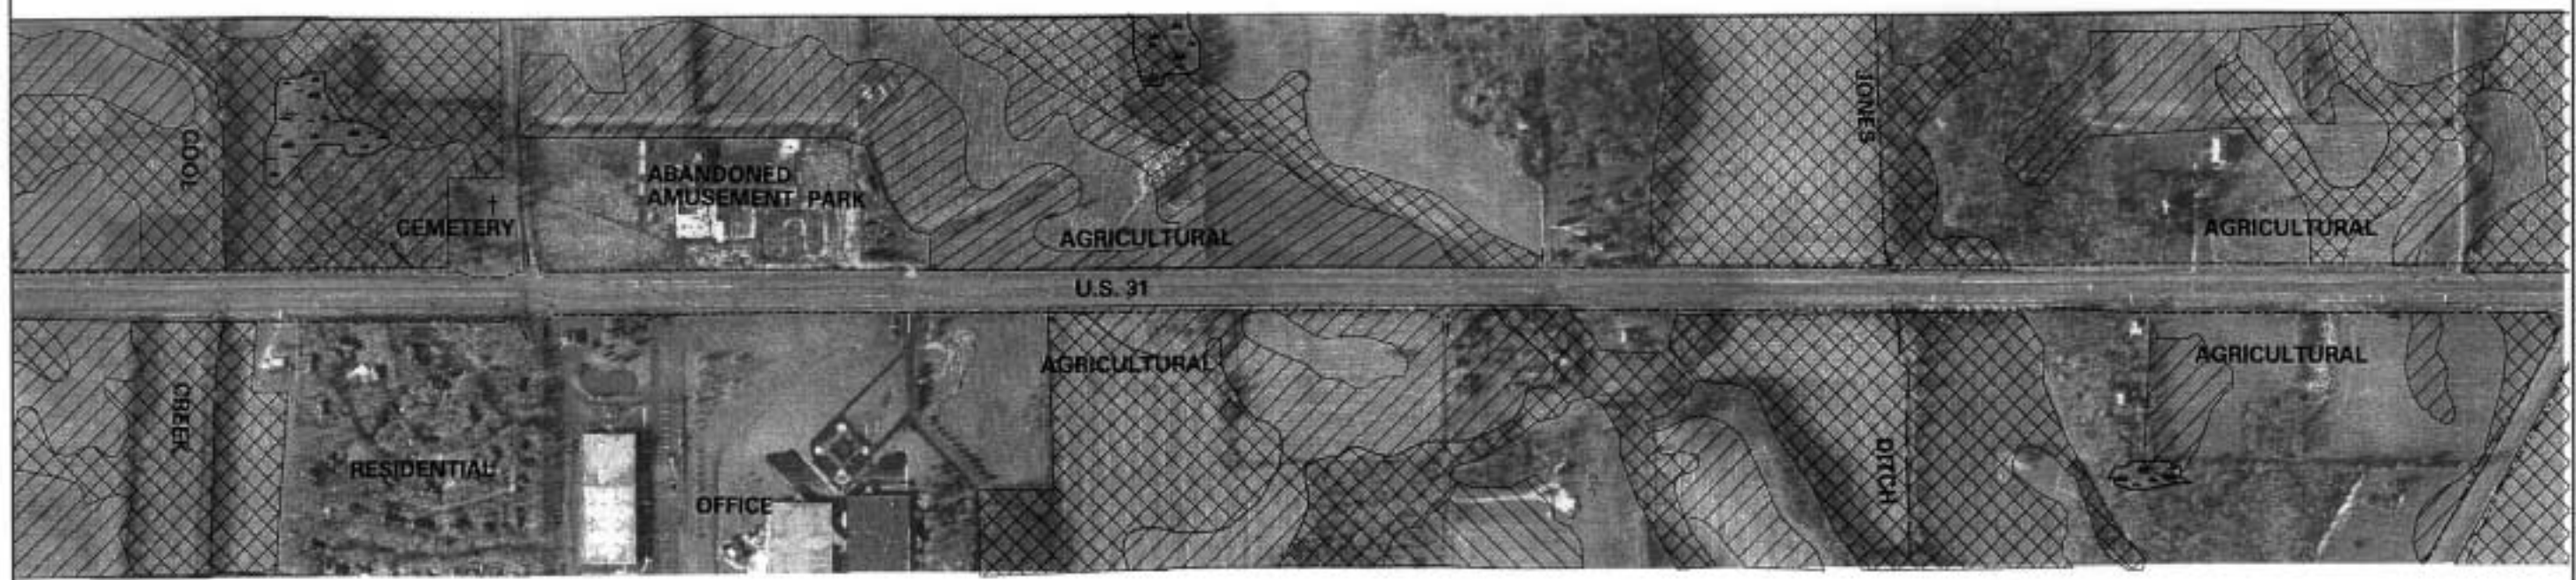 COOL
CEMETERY
ABANDONED
AMUSEMENT PARK
AGRICULTURAL
JONES
AGRICULTURAL
U.S. 31
CREEK
RESIDENTIAL
OFFICE
AGRICULTURAL
DITCH
AGRICULTURAL